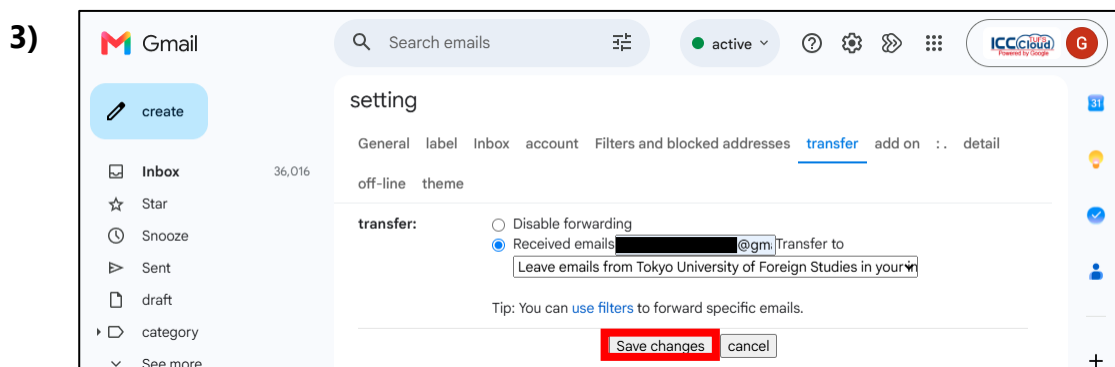 3)
Gmail
Search emails
active
ICCCloud
TUFS
Powered by Google
G
create
setting
31
General label Inbox account Filters and blocked addresses transfer add on :. detail
Inbox 36,016
off-line theme
Star
transfer:
Disable forwarding
Snooze
Received emails @gm Transfer to
Sent
Leave emails from Tokyo University of Foreign Studies in your in
draft
Tip: You can use filters to forward specific emails.
category
Save changes cancel
See more